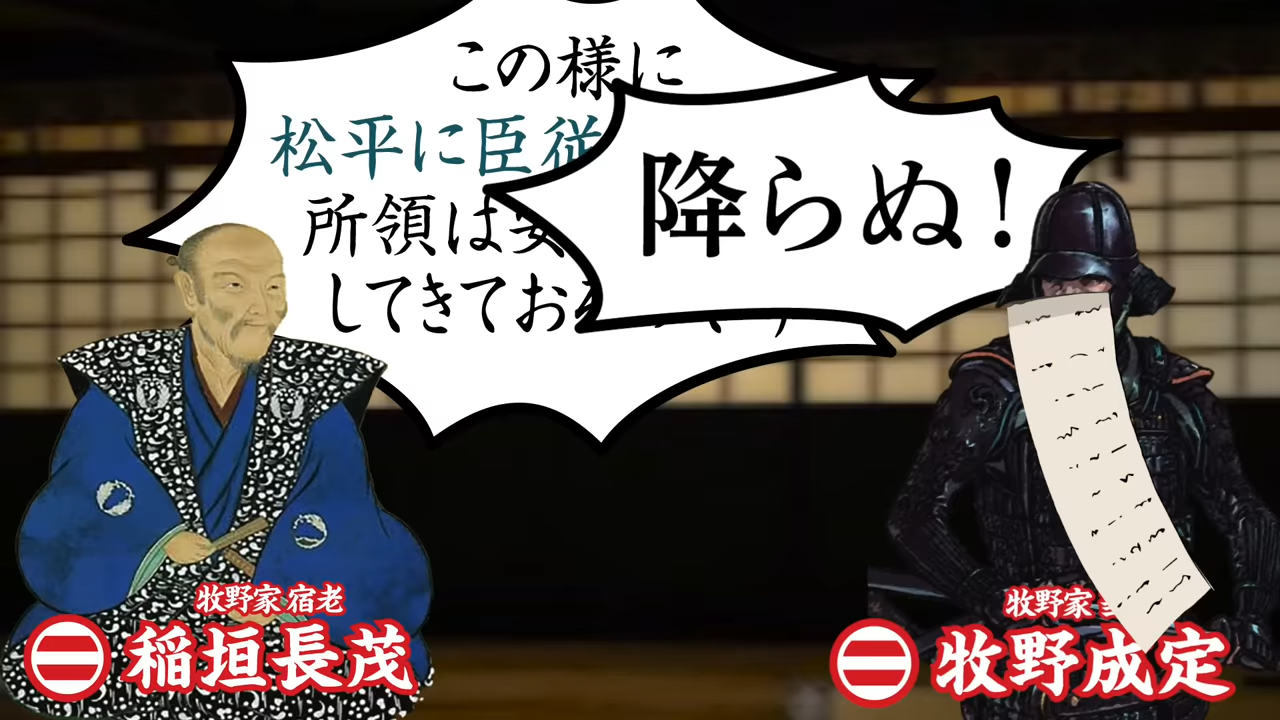 この様に
松平に臣従
所領は安
してきてお
降らぬ！
牧野家 宿老
稲垣長茂
牧野家
牧野成定